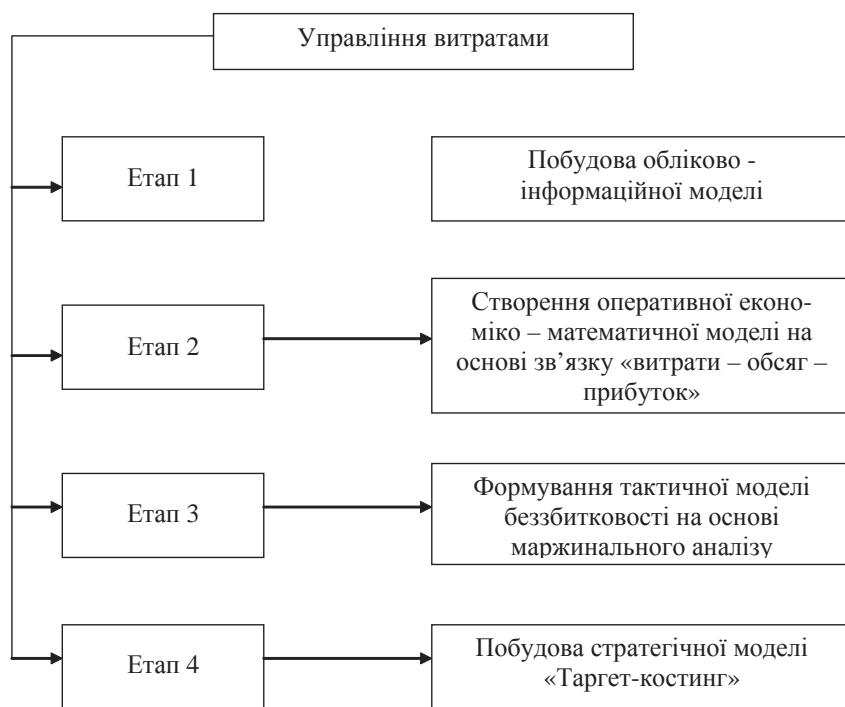 Управління витратами
Етап 1
Побудова обліково -
інформаційної моделі
Етап 2
Створення оперативної еконо-
міко – математичної моделі на
основі зв’язку «витрати – обсяг –
прибуток»
Етап 3
Формування тактичної моделі
беззбитковості на основі
маржинального аналізу
Етап 4
Побудова стратегічної моделі
«Таргет-костинг»